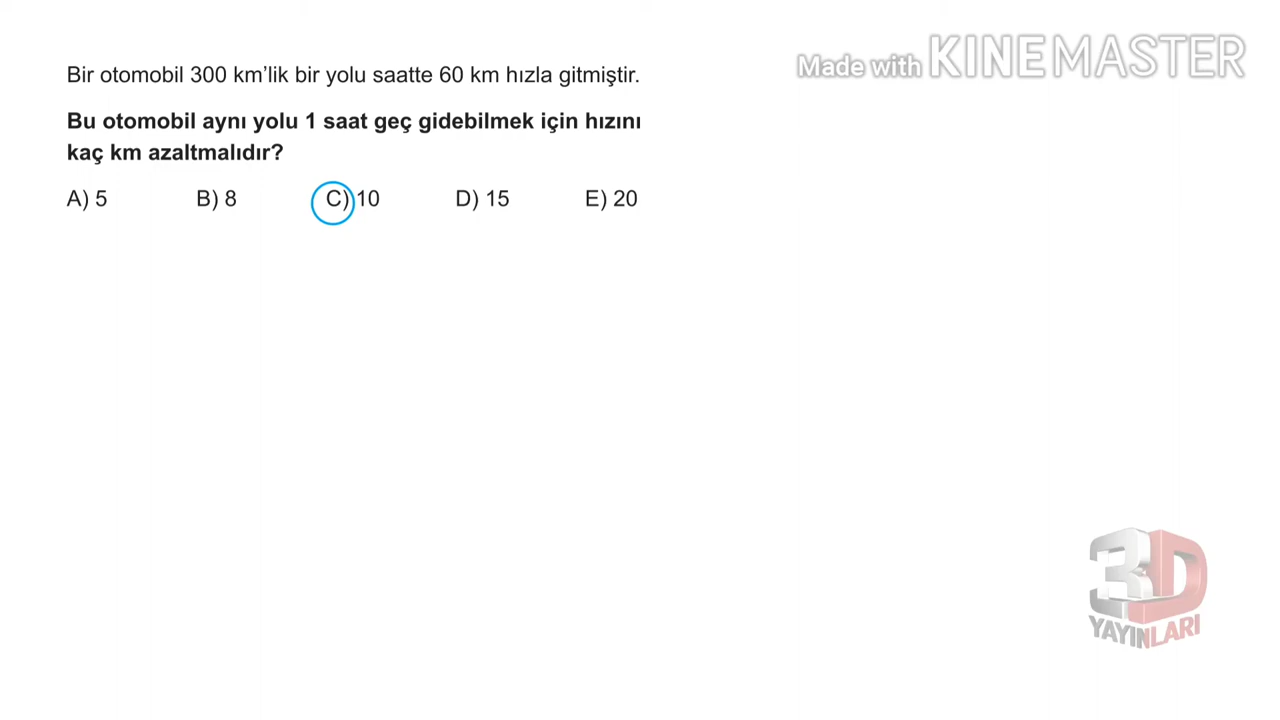 Made with KINEMASTER
Bir otomobil 300 km’lik bir yolu saatte 60 km hızla gitmiştir.
Bu otomobil aynı yolu 1 saat geç gidebilmek için hızını
kaç km azaltmalıdır?
A) 5 B) 8 C) 10 D) 15 E) 20
3D
YAYINLARI